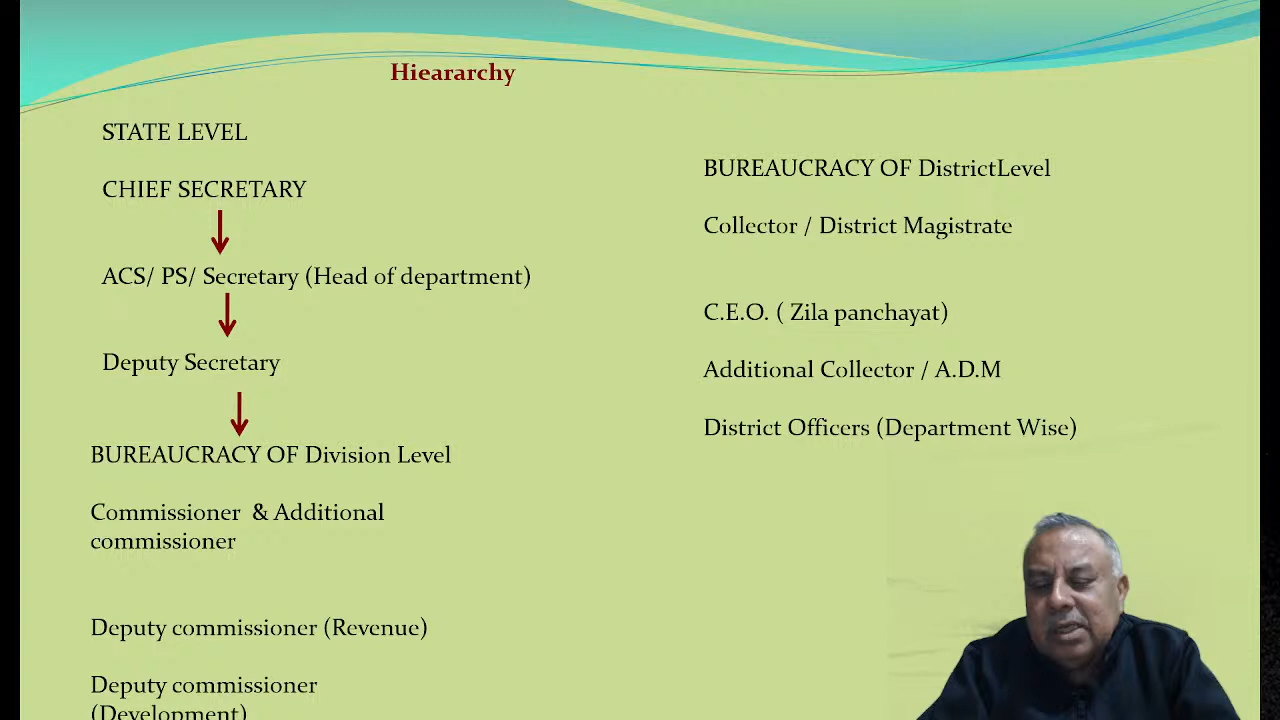 Hieararchy
STATE LEVEL
CHIEF SECRETARY
ACS/ PS/ Secretary (Head of department)
Deputy Secretary
BUREAUCRACY OF Division Level
Commissioner & Additional
commissioner
Deputy commissioner (Revenue)
Deputy commissioner
(Development)
BUREAUCRACY OF DistrictLevel
Collector / District Magistrate
C.E.O. ( Zila panchayat)
Additional Collector / A.D.M
District Officers (Department Wise)